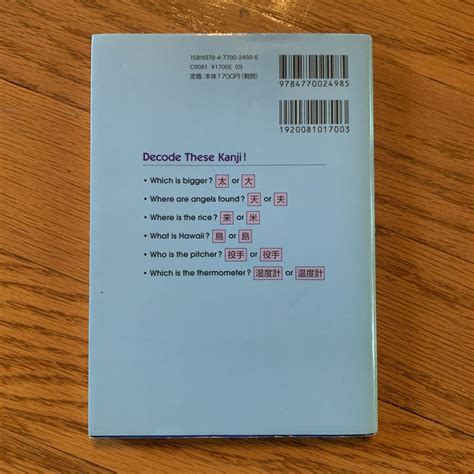 ISBN978-4-7700-2498-5
C0081 ¥1700E (0)
定価:本体1700円(税別)
9784770024985
1920081017003
Decode These Kanji!
• Which is bigger? 太 or 大
• Where are angels found? 天 or 夫
• Where is the rice? 来 or 米
• What is Hawaii? 鳥 or 島
• Who is the pitcher? 投手 or 役手
• Which is the thermometer? 湿度計 or 温度計